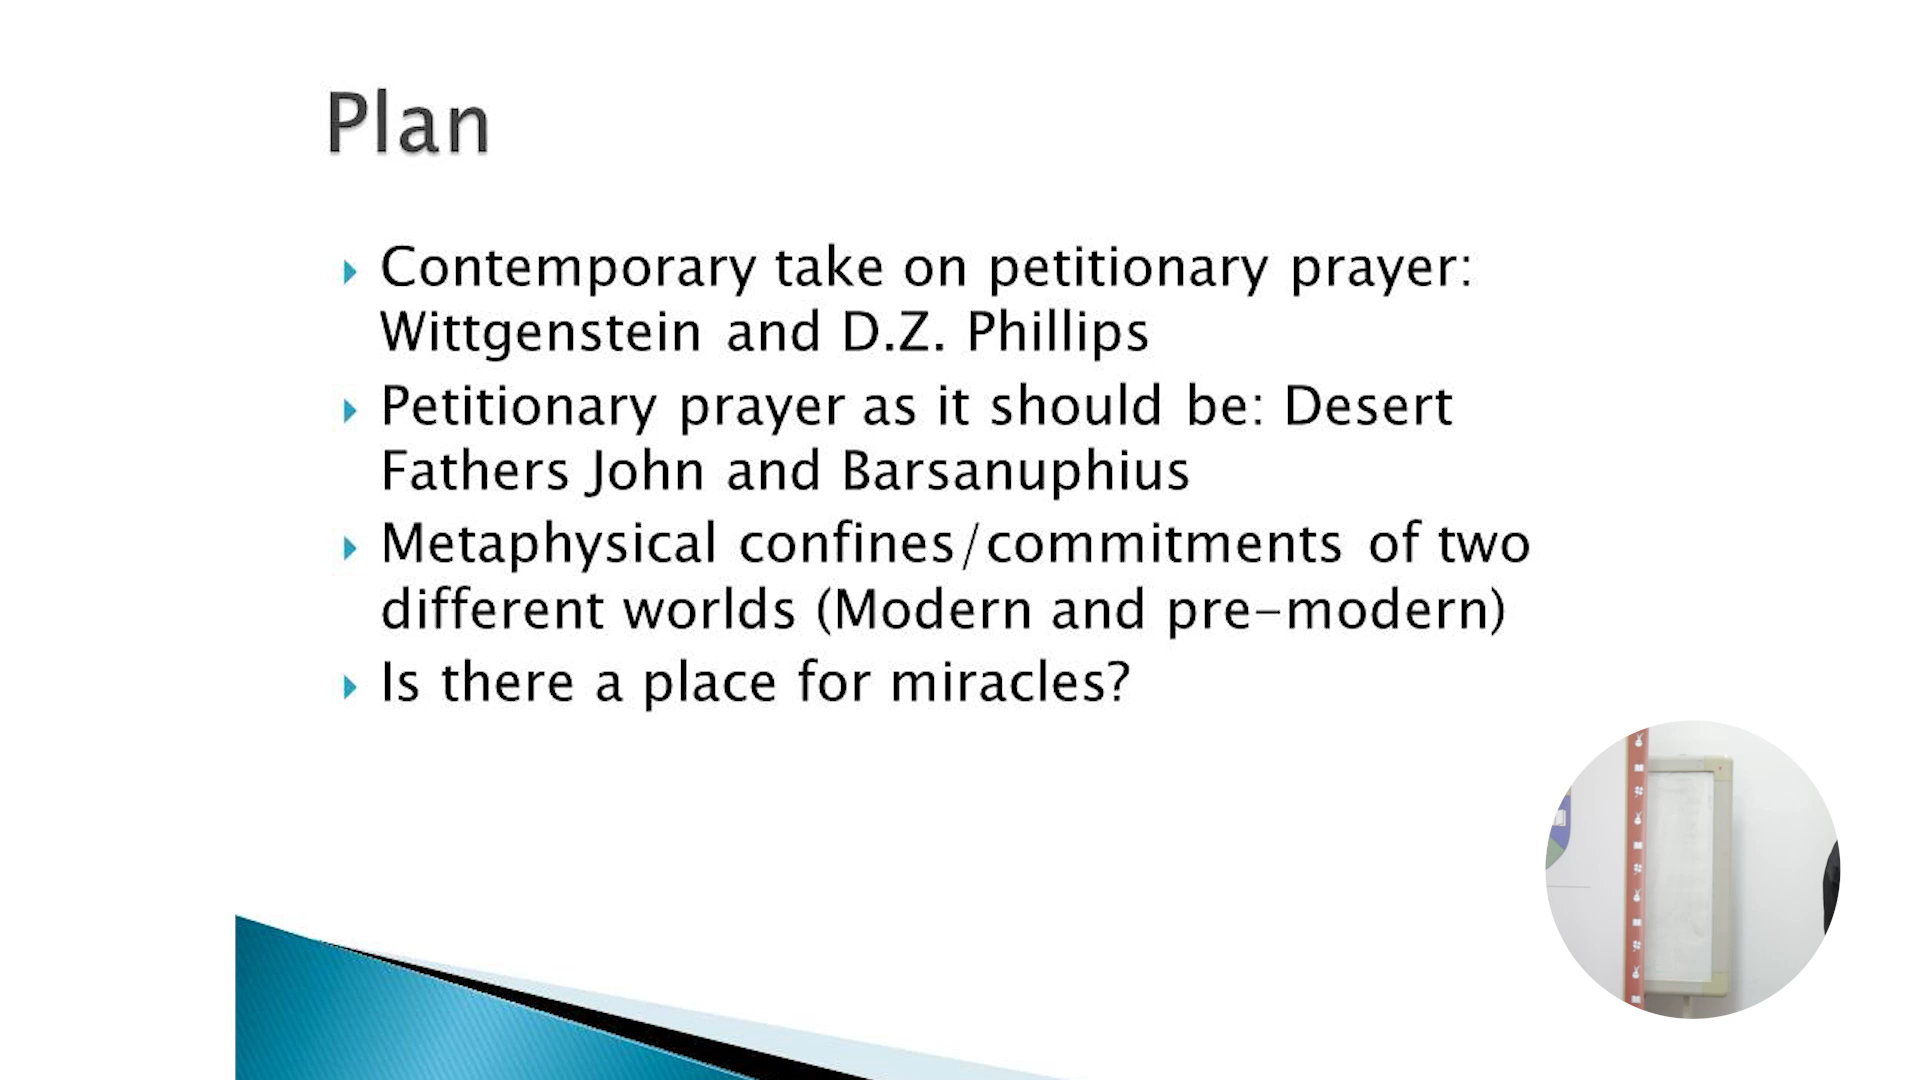 Plan
Contemporary take on petitionary prayer:
Wittgenstein and D.Z. Phillips
Petitionary prayer as it should be: Desert
Fathers John and Barsanuphius
Metaphysical confines/commitments of two
different worlds (Modern and pre-modern)
Is there a place for miracles?